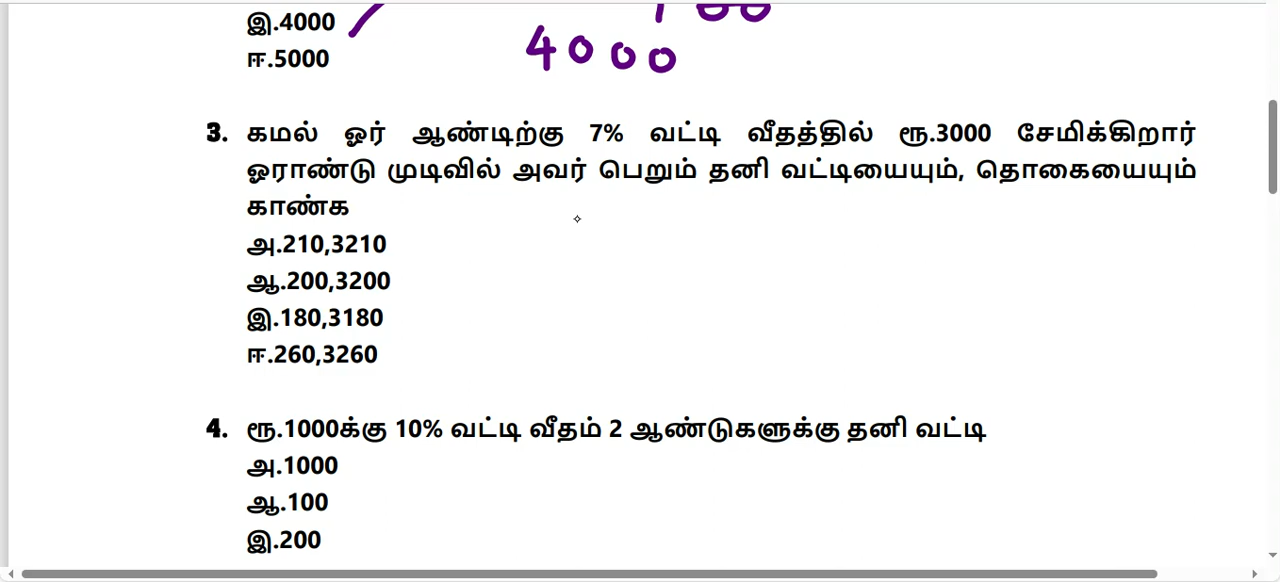 இ.4000
ஈ.5000
4000
3. கமல் ஓர் ஆண்டிற்கு 7% வட்டி வீதத்தில் ரூ.3000 சேமிக்கிறார்
ஓராண்டு முடிவில் அவர் பெறும் தனி வட்டியையும், தொகையையும்
காண்க
அ.210,3210
ஆ.200,3200
இ.180,3180
ஈ.260,3260
4. ரூ.1000க்கு 10% வட்டி வீதம் 2 ஆண்டுகளுக்கு தனி வட்டி
அ.1000
ஆ.100
இ.200